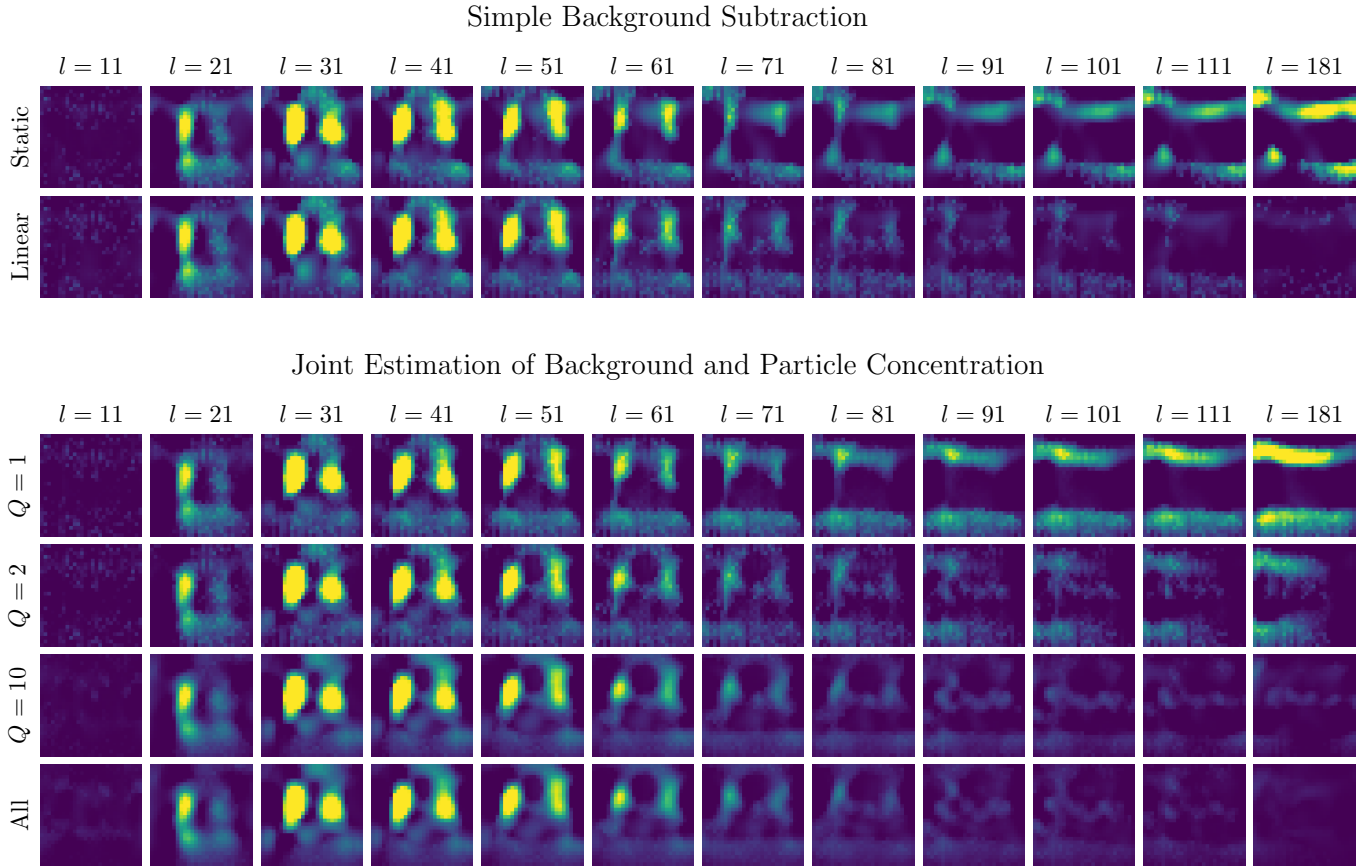 Simple Background Subtraction
l = 11 l = 21 l = 31 l = 41 l = 51 l = 61 l = 71 l = 81 l = 91 l = 101 l = 111 l = 181
Static
Linear
Joint Estimation of Background and Particle Concentration
l = 11 l = 21 l = 31 l = 41 l = 51 l = 61 l = 71 l = 81 l = 91 l = 101 l = 111 l = 181
Q = 1
Q = 2
Q = 10
All